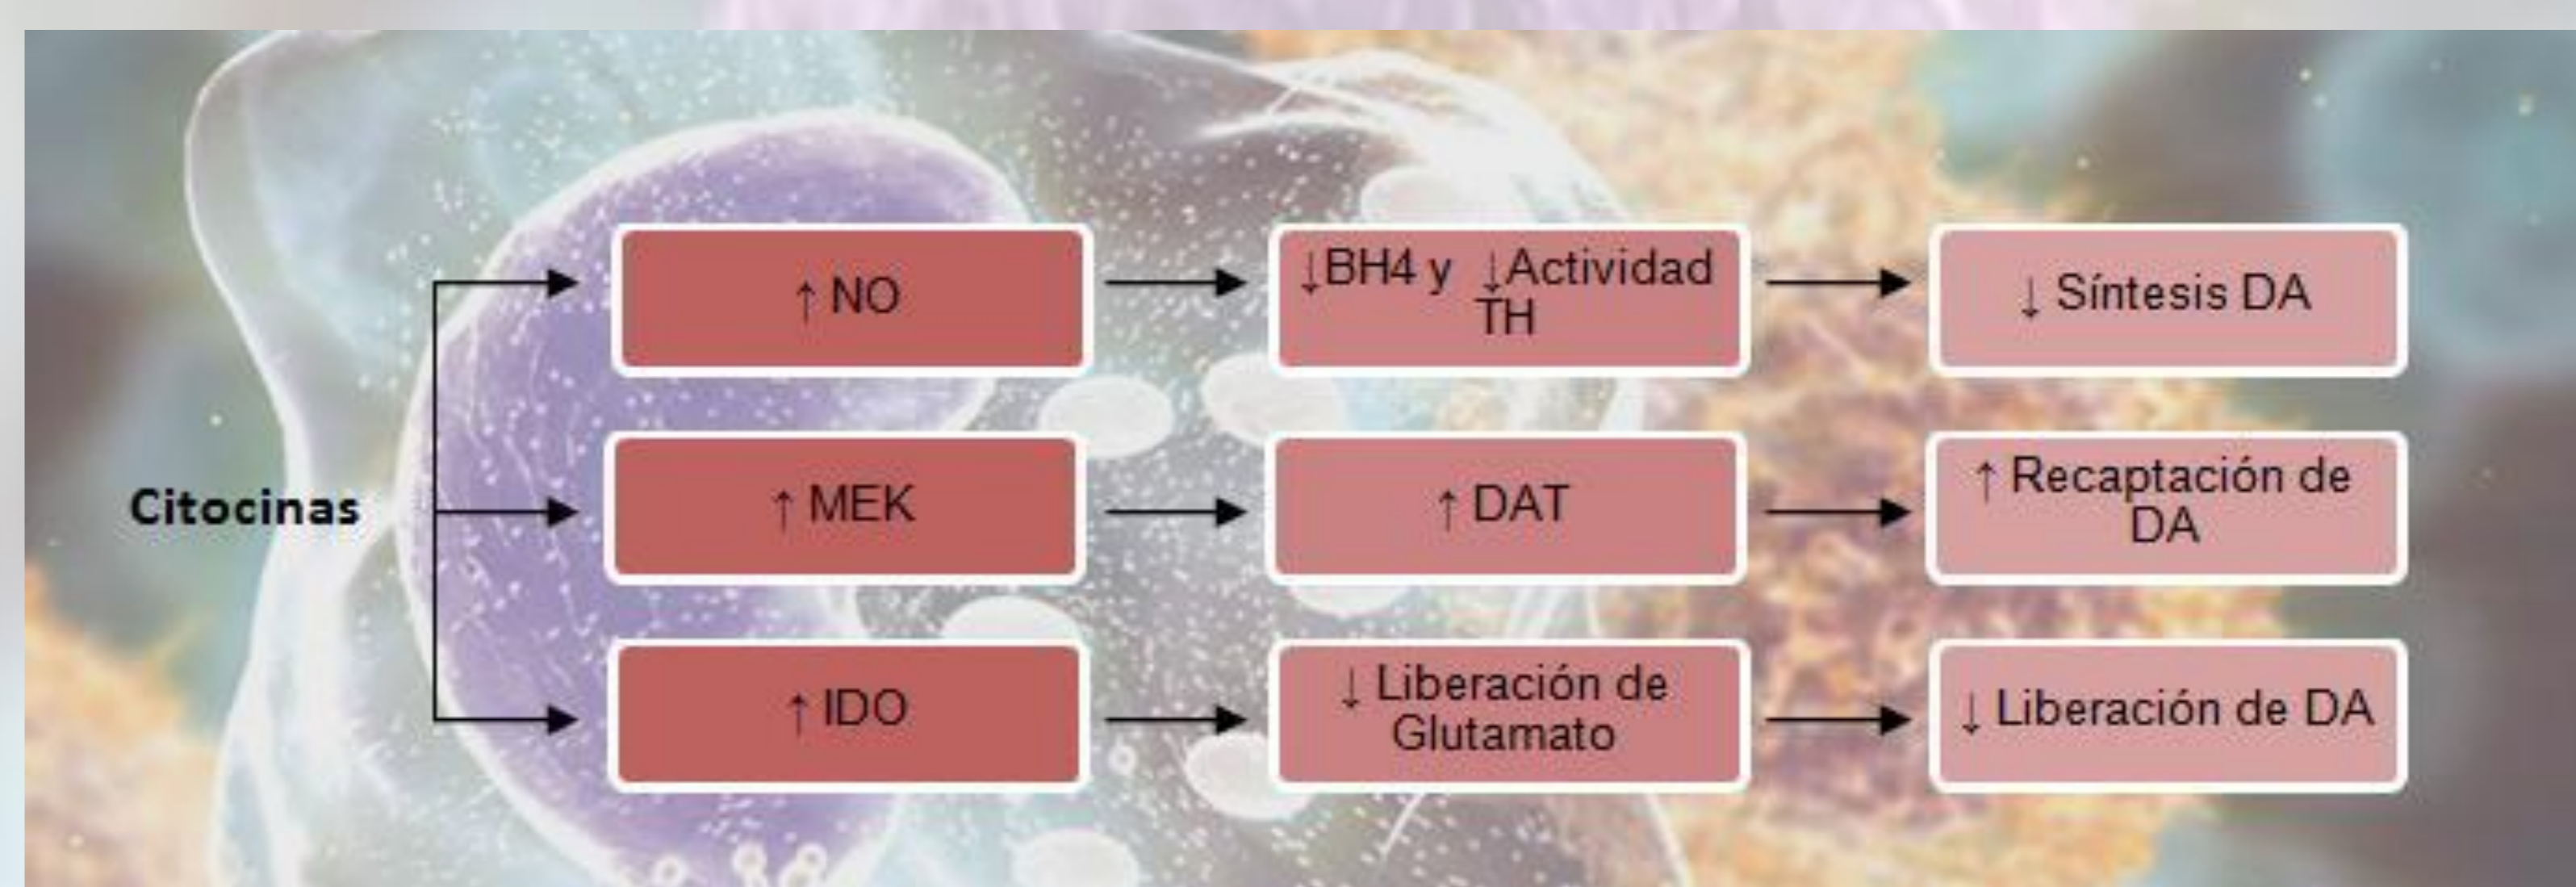 Citocinas
↑ NO
↓BH4 y ↓Actividad
TH
↓ Síntesis DA
↑ MEK
↑ DAT
↑ Recaptación de
DA
↑ IDO
↓ Liberación de
Glutamato
↓ Liberación de DA